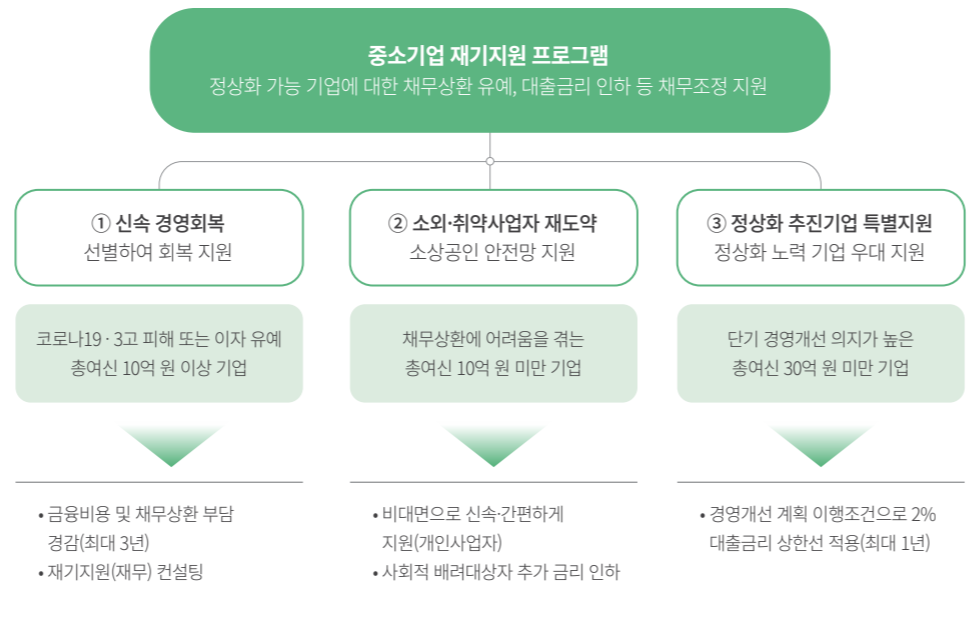 중소기업 재기지원 프로그램
정상화 가능 기업에 대한 채무상환 유예, 대출금리 인하 등 채무조정 지원
① 신속 경영회복
선별하여 회복 지원
코로나19 · 3고 피해 또는 이자 유예
총여신 10억 원 이상 기업
• 금융비용 및 채무상환 부담
경감(최대 3년)
• 재기지원(재무) 컨설팅
② 소외·취약사업자 재도약
소상공인 안전망 지원
채무상환에 어려움을 겪는
총여신 10억 원 미만 기업
• 비대면으로 신속·간편하게
지원(개인사업자)
• 사회적 배려대상자 추가 금리 인하
③ 정상화 추진기업 특별지원
정상화 노력 기업 우대 지원
단기 경영개선 의지가 높은
총여신 30억 원 미만 기업
• 경영개선 계획 이행조건으로 2%
대출금리 상한선 적용(최대 1년)